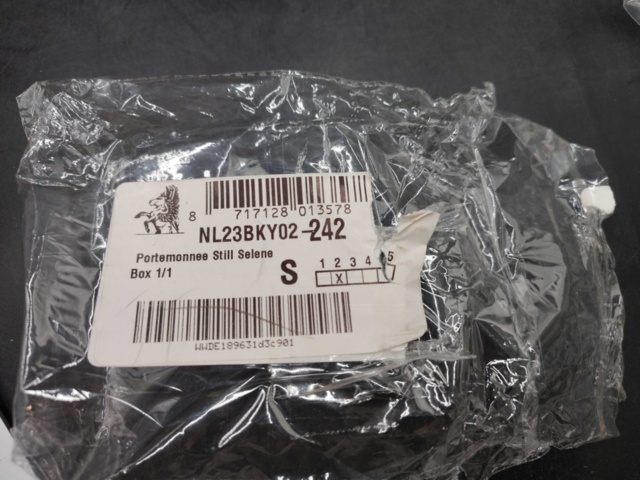 8 717128 013578
NL23BKY02-242
Portemonnee Still Selene
Box 1/1
S
1 2 3 4 5
X
WWDE189631d3c901